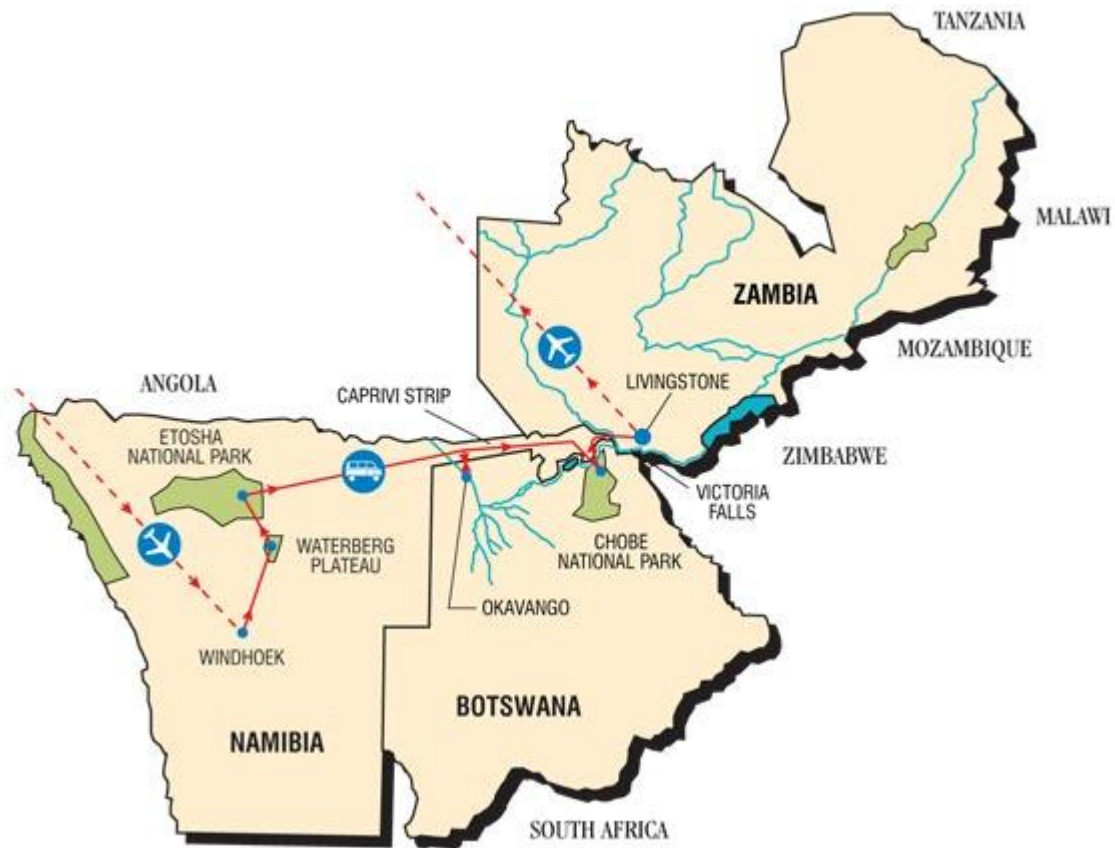 TANZANIA
MALAWI
ZAMBIA
MOZAMBIQUE
LIVINGSTONE
ANGOLA
CAPRIVI STRIP
ETOSHA
NATIONAL PARK
ZIMBABWE
VICTORIA
FALLS
WATERBERG
PLATEAU
CHOBE
NATIONAL PARK
OKAVANGO
WINDHOEK
BOTSWANA
NAMIBIA
SOUTH AFRICA